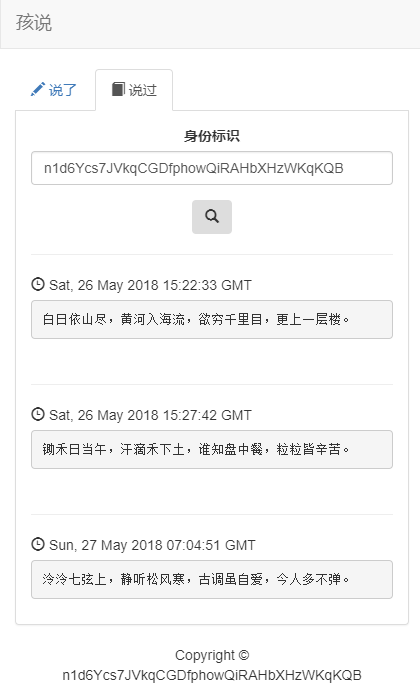 孩说
说了 说过
身份标识
n1d6Ycs7JVkqCGDfphowQiRAHbXHzWKqKQB
Sat, 26 May 2018 15:22:33 GMT
白日依山尽，黄河入海流，欲穷千里目，更上一层楼。
Sat, 26 May 2018 15:27:42 GMT
锄禾日当午，汗滴禾下土，谁知盘中餐，粒粒皆辛苦。
Sun, 27 May 2018 07:04:51 GMT
泠泠七弦上，静听松风寒，古调虽自爱，今人多不弹。
Copyright ©
n1d6Ycs7JVkqCGDfphowQiRAHbXHzWKqKQB